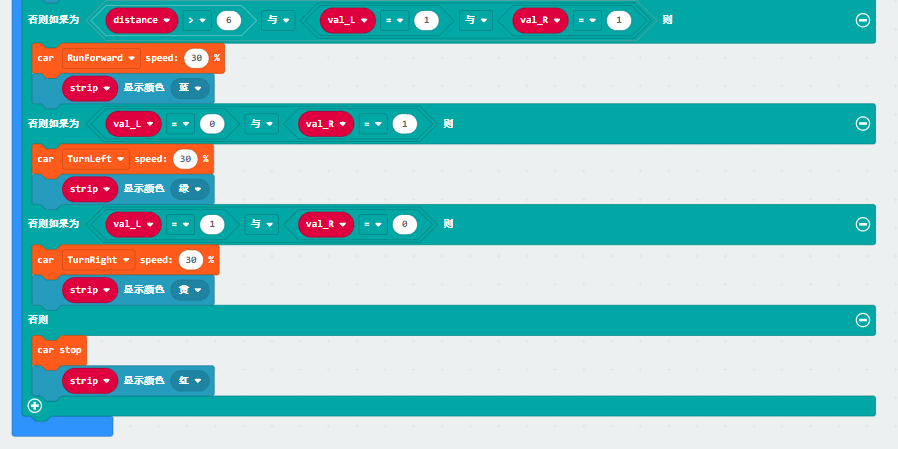 否则如果为 distance > 6 与 val_L = 1 与 val_R = 1 则
car RunForward speed: 30 %
strip 显示颜色 蓝
否则如果为 val_L = 0 与 val_R = 1 则
car TurnLeft speed: 30 %
strip 显示颜色 绿
否则如果为 val_L = 1 与 val_R = 0 则
car TurnRight speed: 30 %
strip 显示颜色 黄
否则
car stop
strip 显示颜色 红